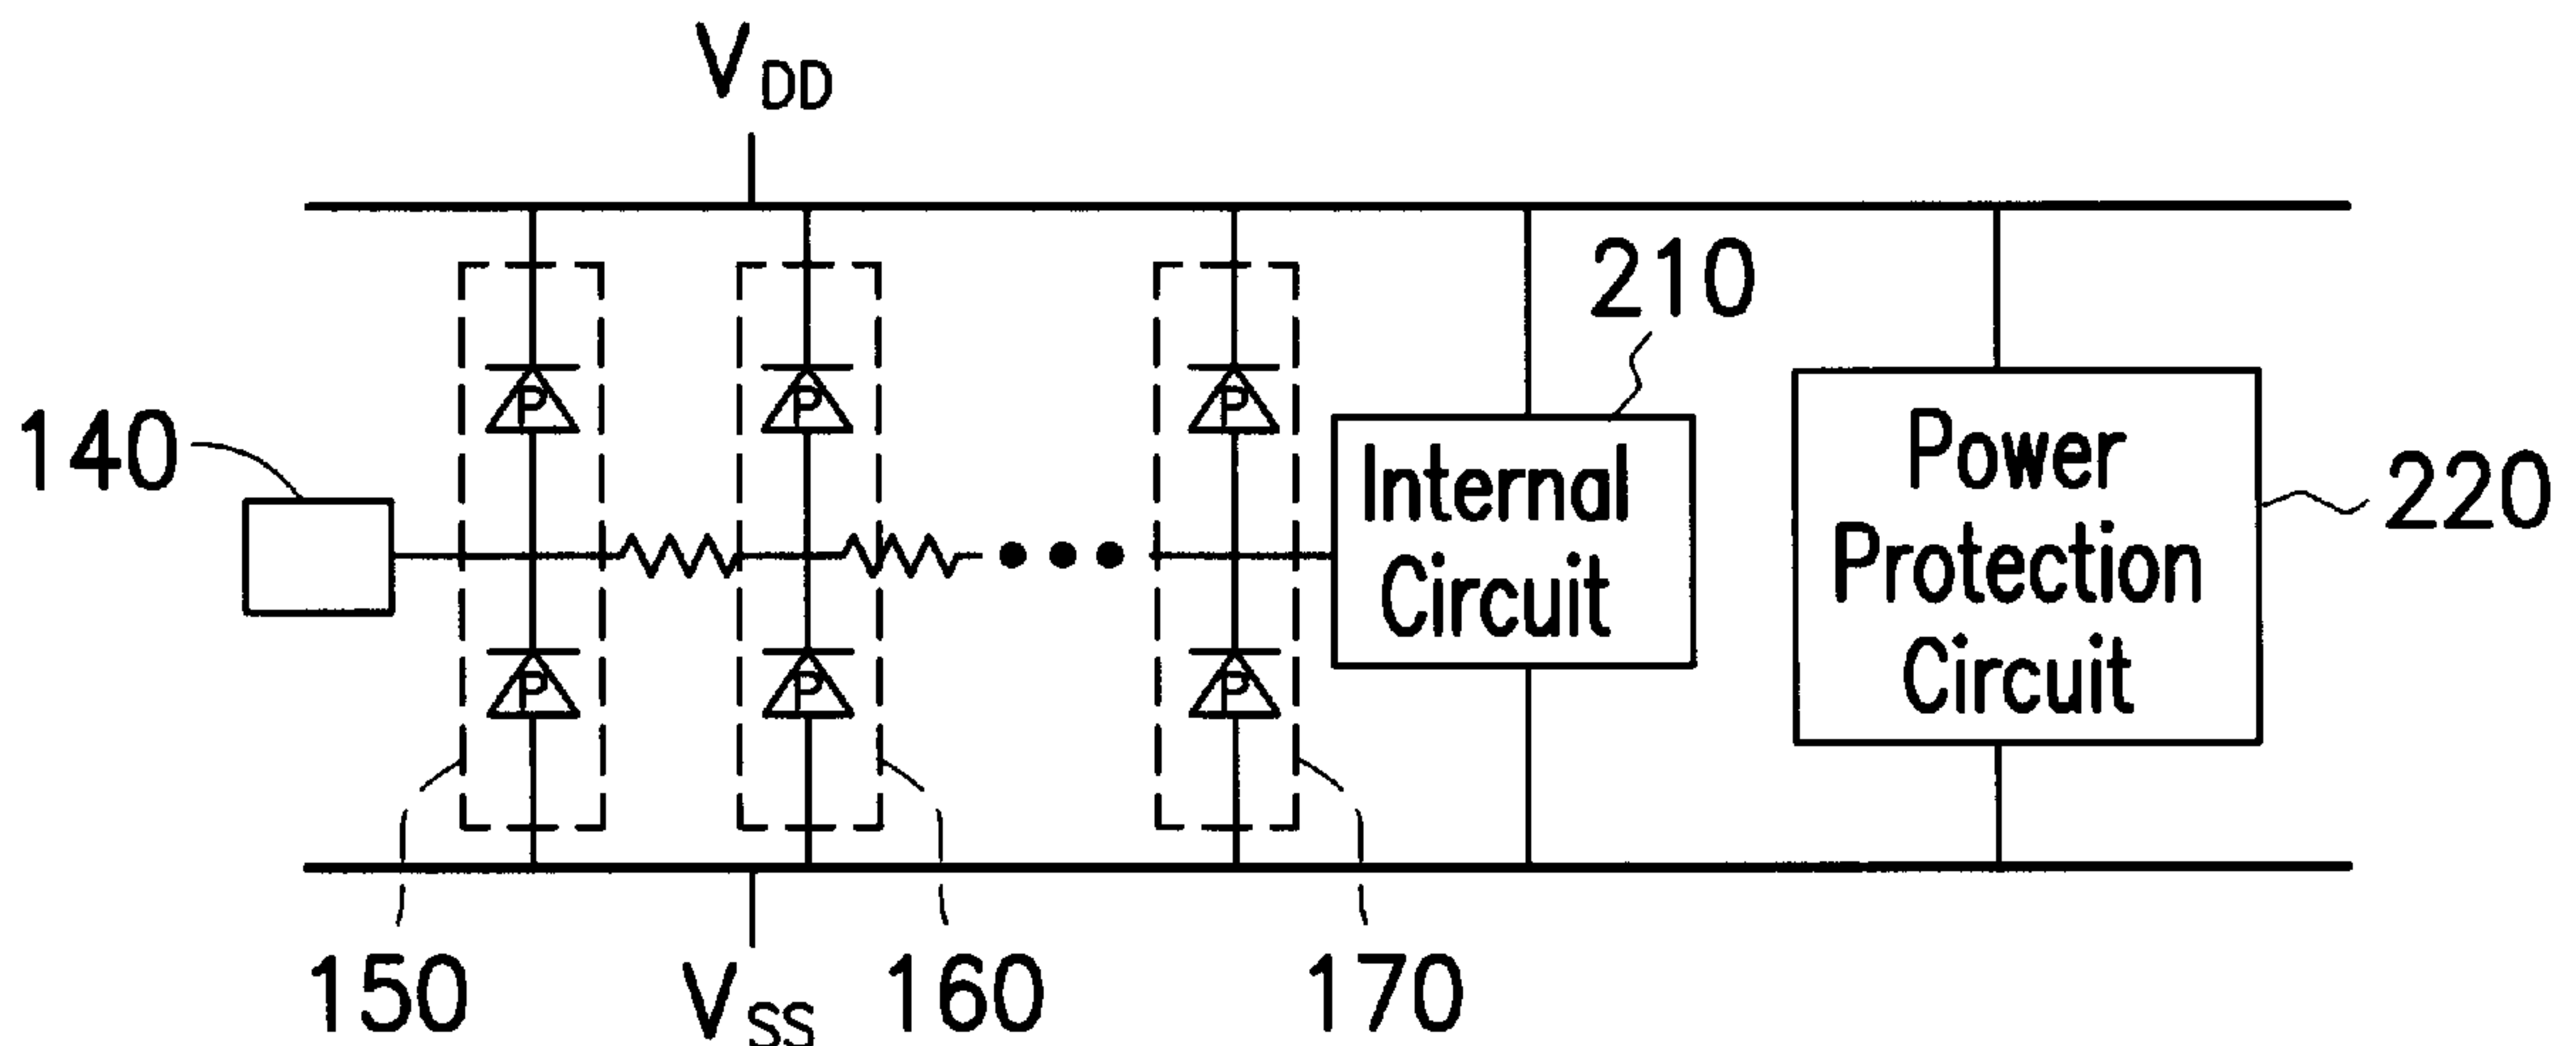 VDD
210
P P P
140
Internal
Circuit
Power
Protection
Circuit
220
P P P
150
VSS
160
170